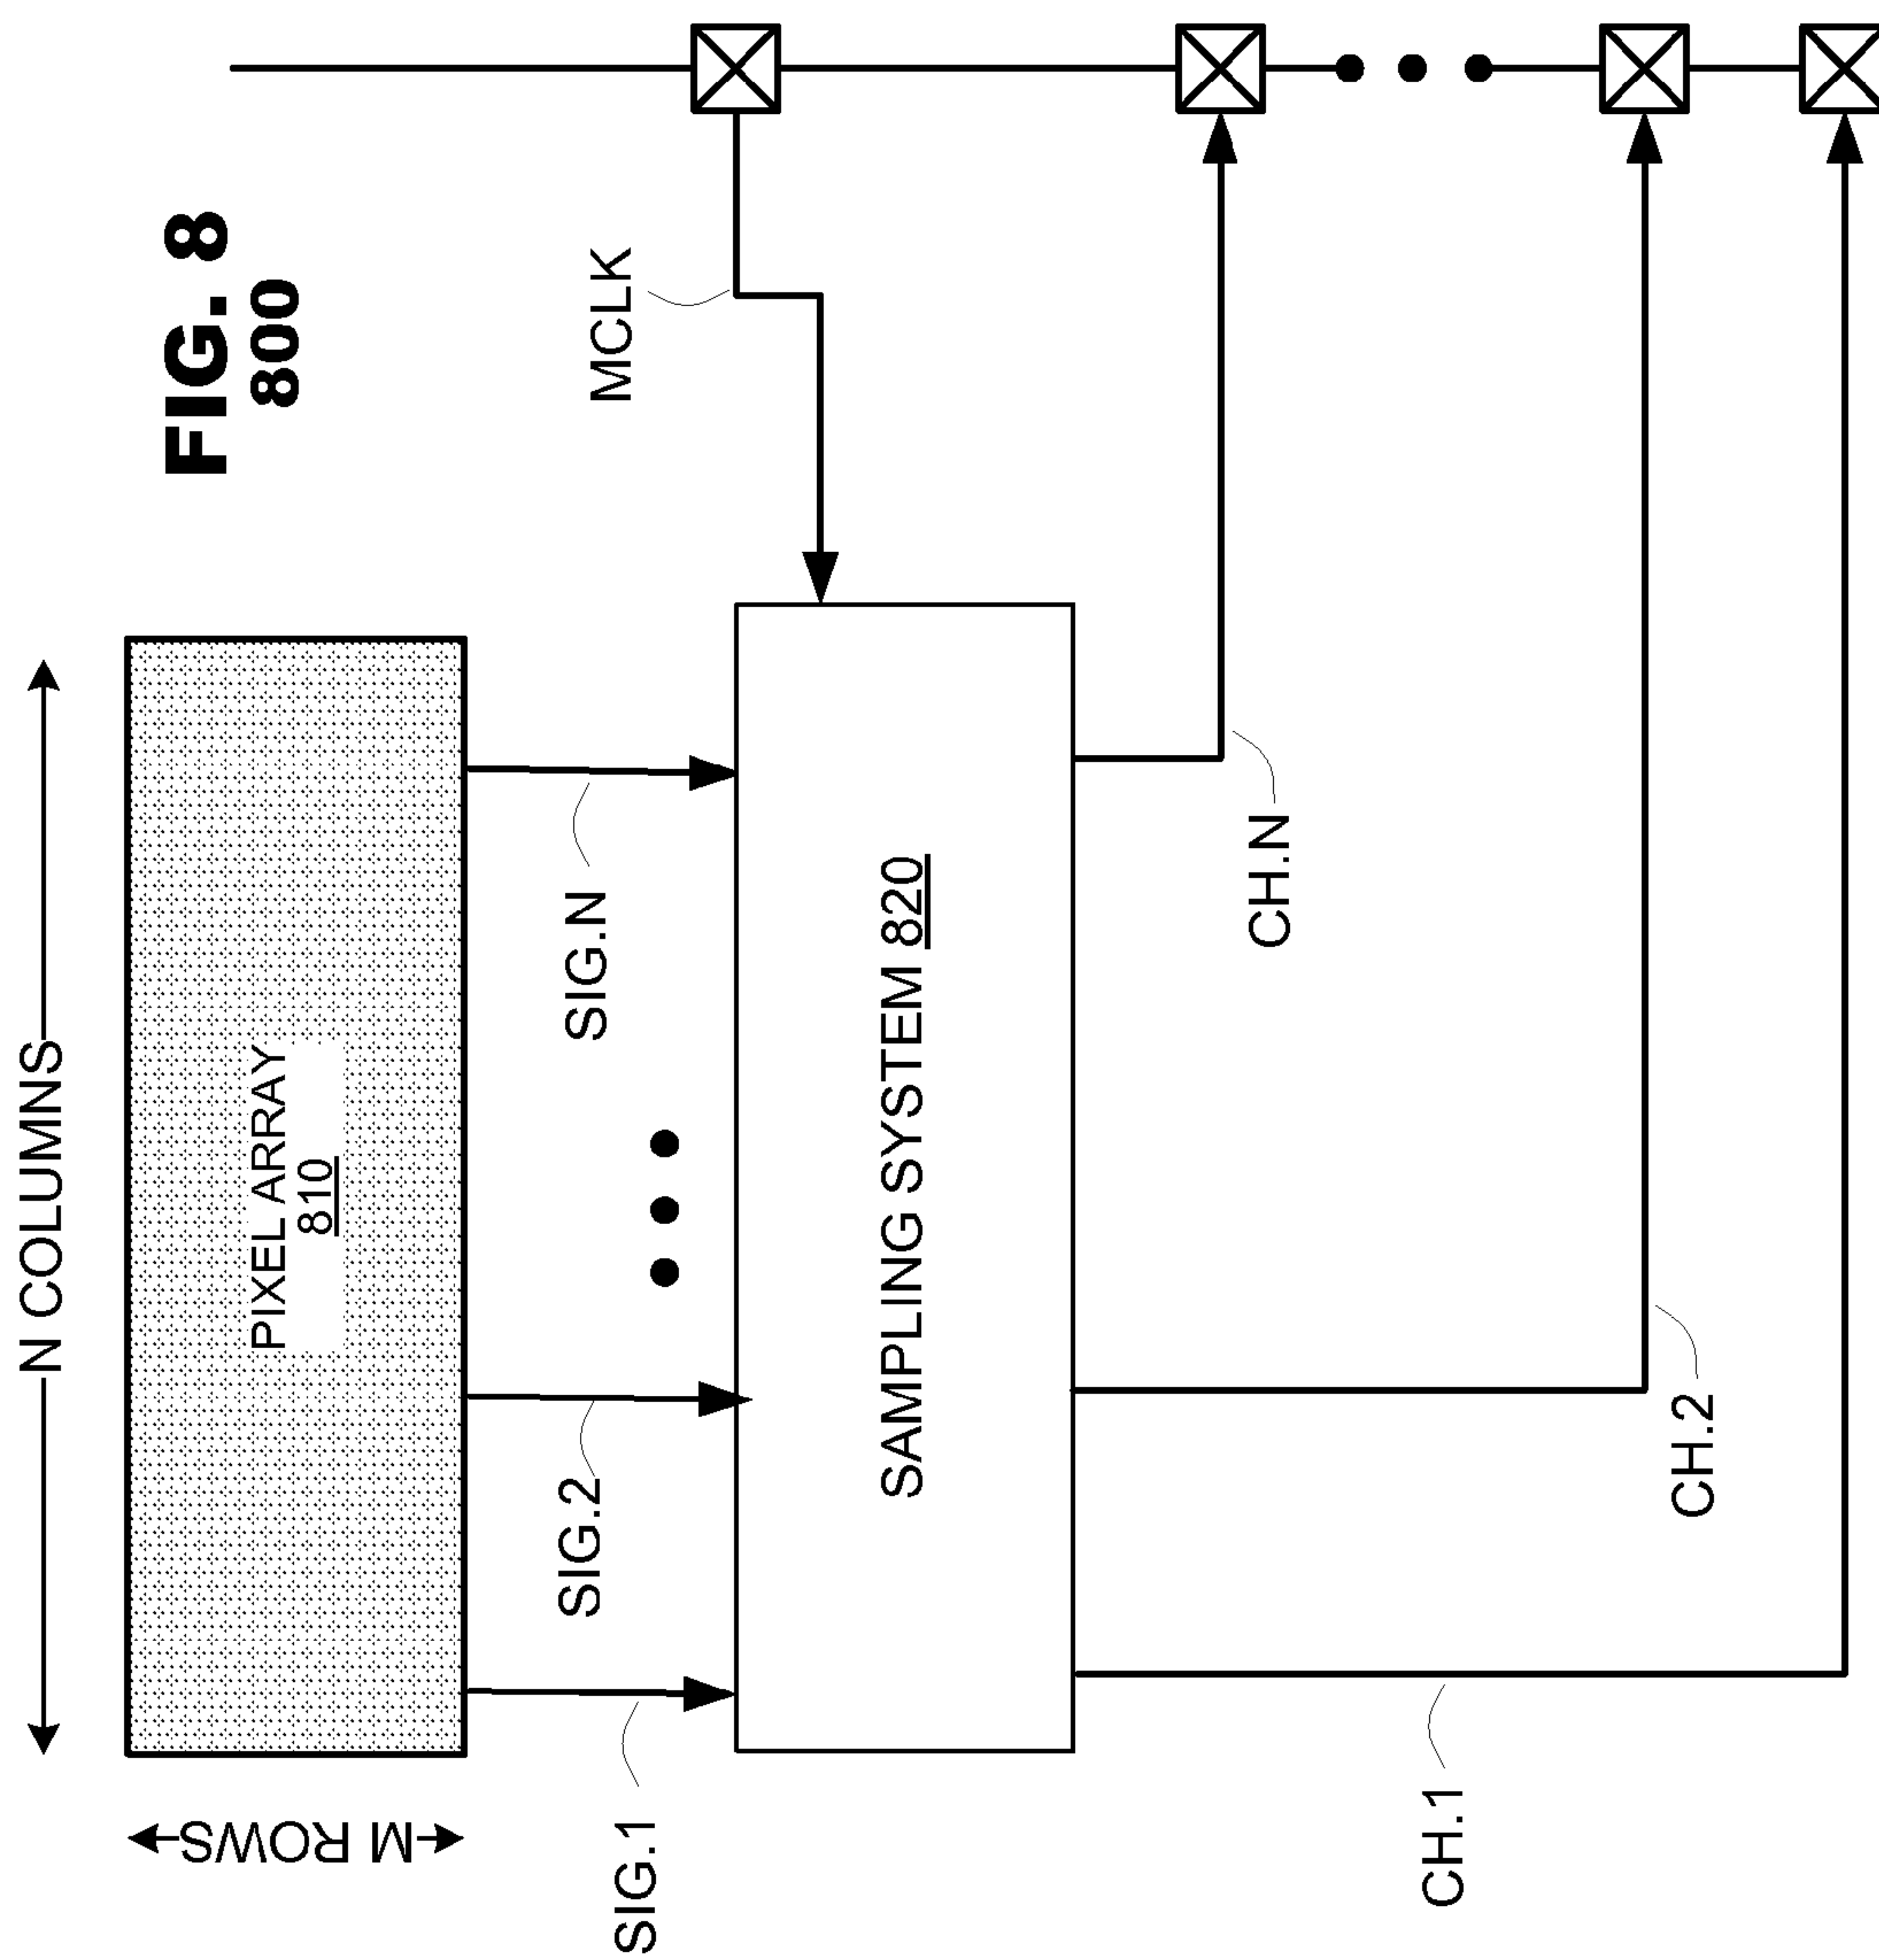 FIG. 8
800
N COLUMNS
M ROWS
PIXEL ARRAY
810
SIG.1
SIG.2
SIG.N
MCLK
SAMPLING SYSTEM 820
CH.N
CH.2
CH.1